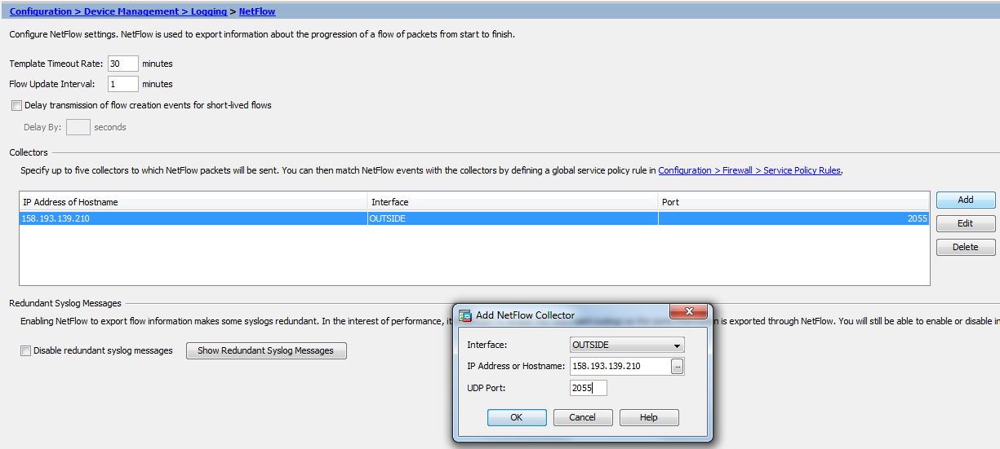 Configuration > Device Management > Logging > NetFlow
Configure NetFlow settings. NetFlow is used to export information about the progression of a flow of packets from start to finish.
Template Timeout Rate: 30 minutes
Flow Update Interval: 1 minutes
Delay transmission of flow creation events for short-lived flows
Delay By: seconds
Collectors
Specify up to five collectors to which NetFlow packets will be sent. You can then match NetFlow events with the collectors by defining a global service policy rule in Configuration > Firewall > Service Policy Rules.
IP Address of Hostname Interface Port
158.193.139.210 OUTSIDE 2055
Add
Edit
Delete
Redundant Syslog Messages
Enabling NetFlow to export flow information makes some syslogs redundant. In the interest of performance, it is exported through NetFlow. You will still be able to enable or disable in
Disable redundant syslog messages Show Redundant Syslog Messages
Add NetFlow Collector
Interface: OUTSIDE
IP Address or Hostname: 158.193.139.210 ...
UDP Port: 2055
OK Cancel Help